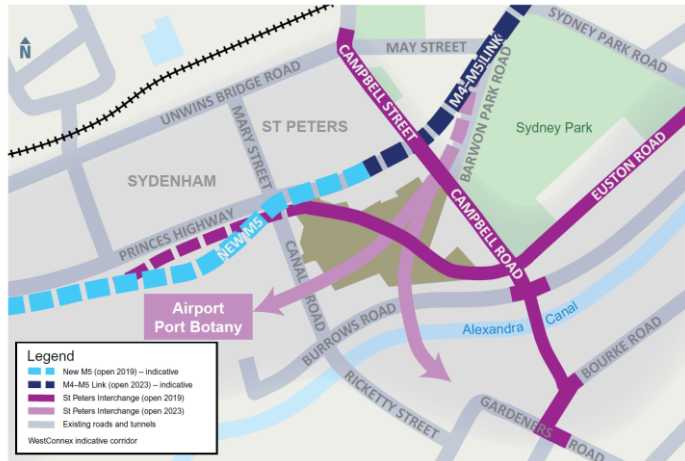 N
SYDNEY PARK ROAD
MAY STREET
M4–M5 LINK
UNWINS BRIDGE ROAD
CAMPBELL STREET
BARWON PARK ROAD
MARY STREET
ST PETERS
Sydney Park
EUSTON ROAD
SYDENHAM
CAMPBELL ROAD
PRINCES HIGHWAY
NEW M5
CANAL ROAD
Airport
Port Botany
BURROWS ROAD
Alexandra Canal
BOURKE ROAD
RICKETTY STREET
GARDENERS ROAD
Legend
New M5 (open 2019) – indicative
M4–M5 Link (open 2023) – indicative
St Peters Interchange (open 2019)
St Peters Interchange (open 2023)
Existing roads and tunnels
WestConnex indicative corridor